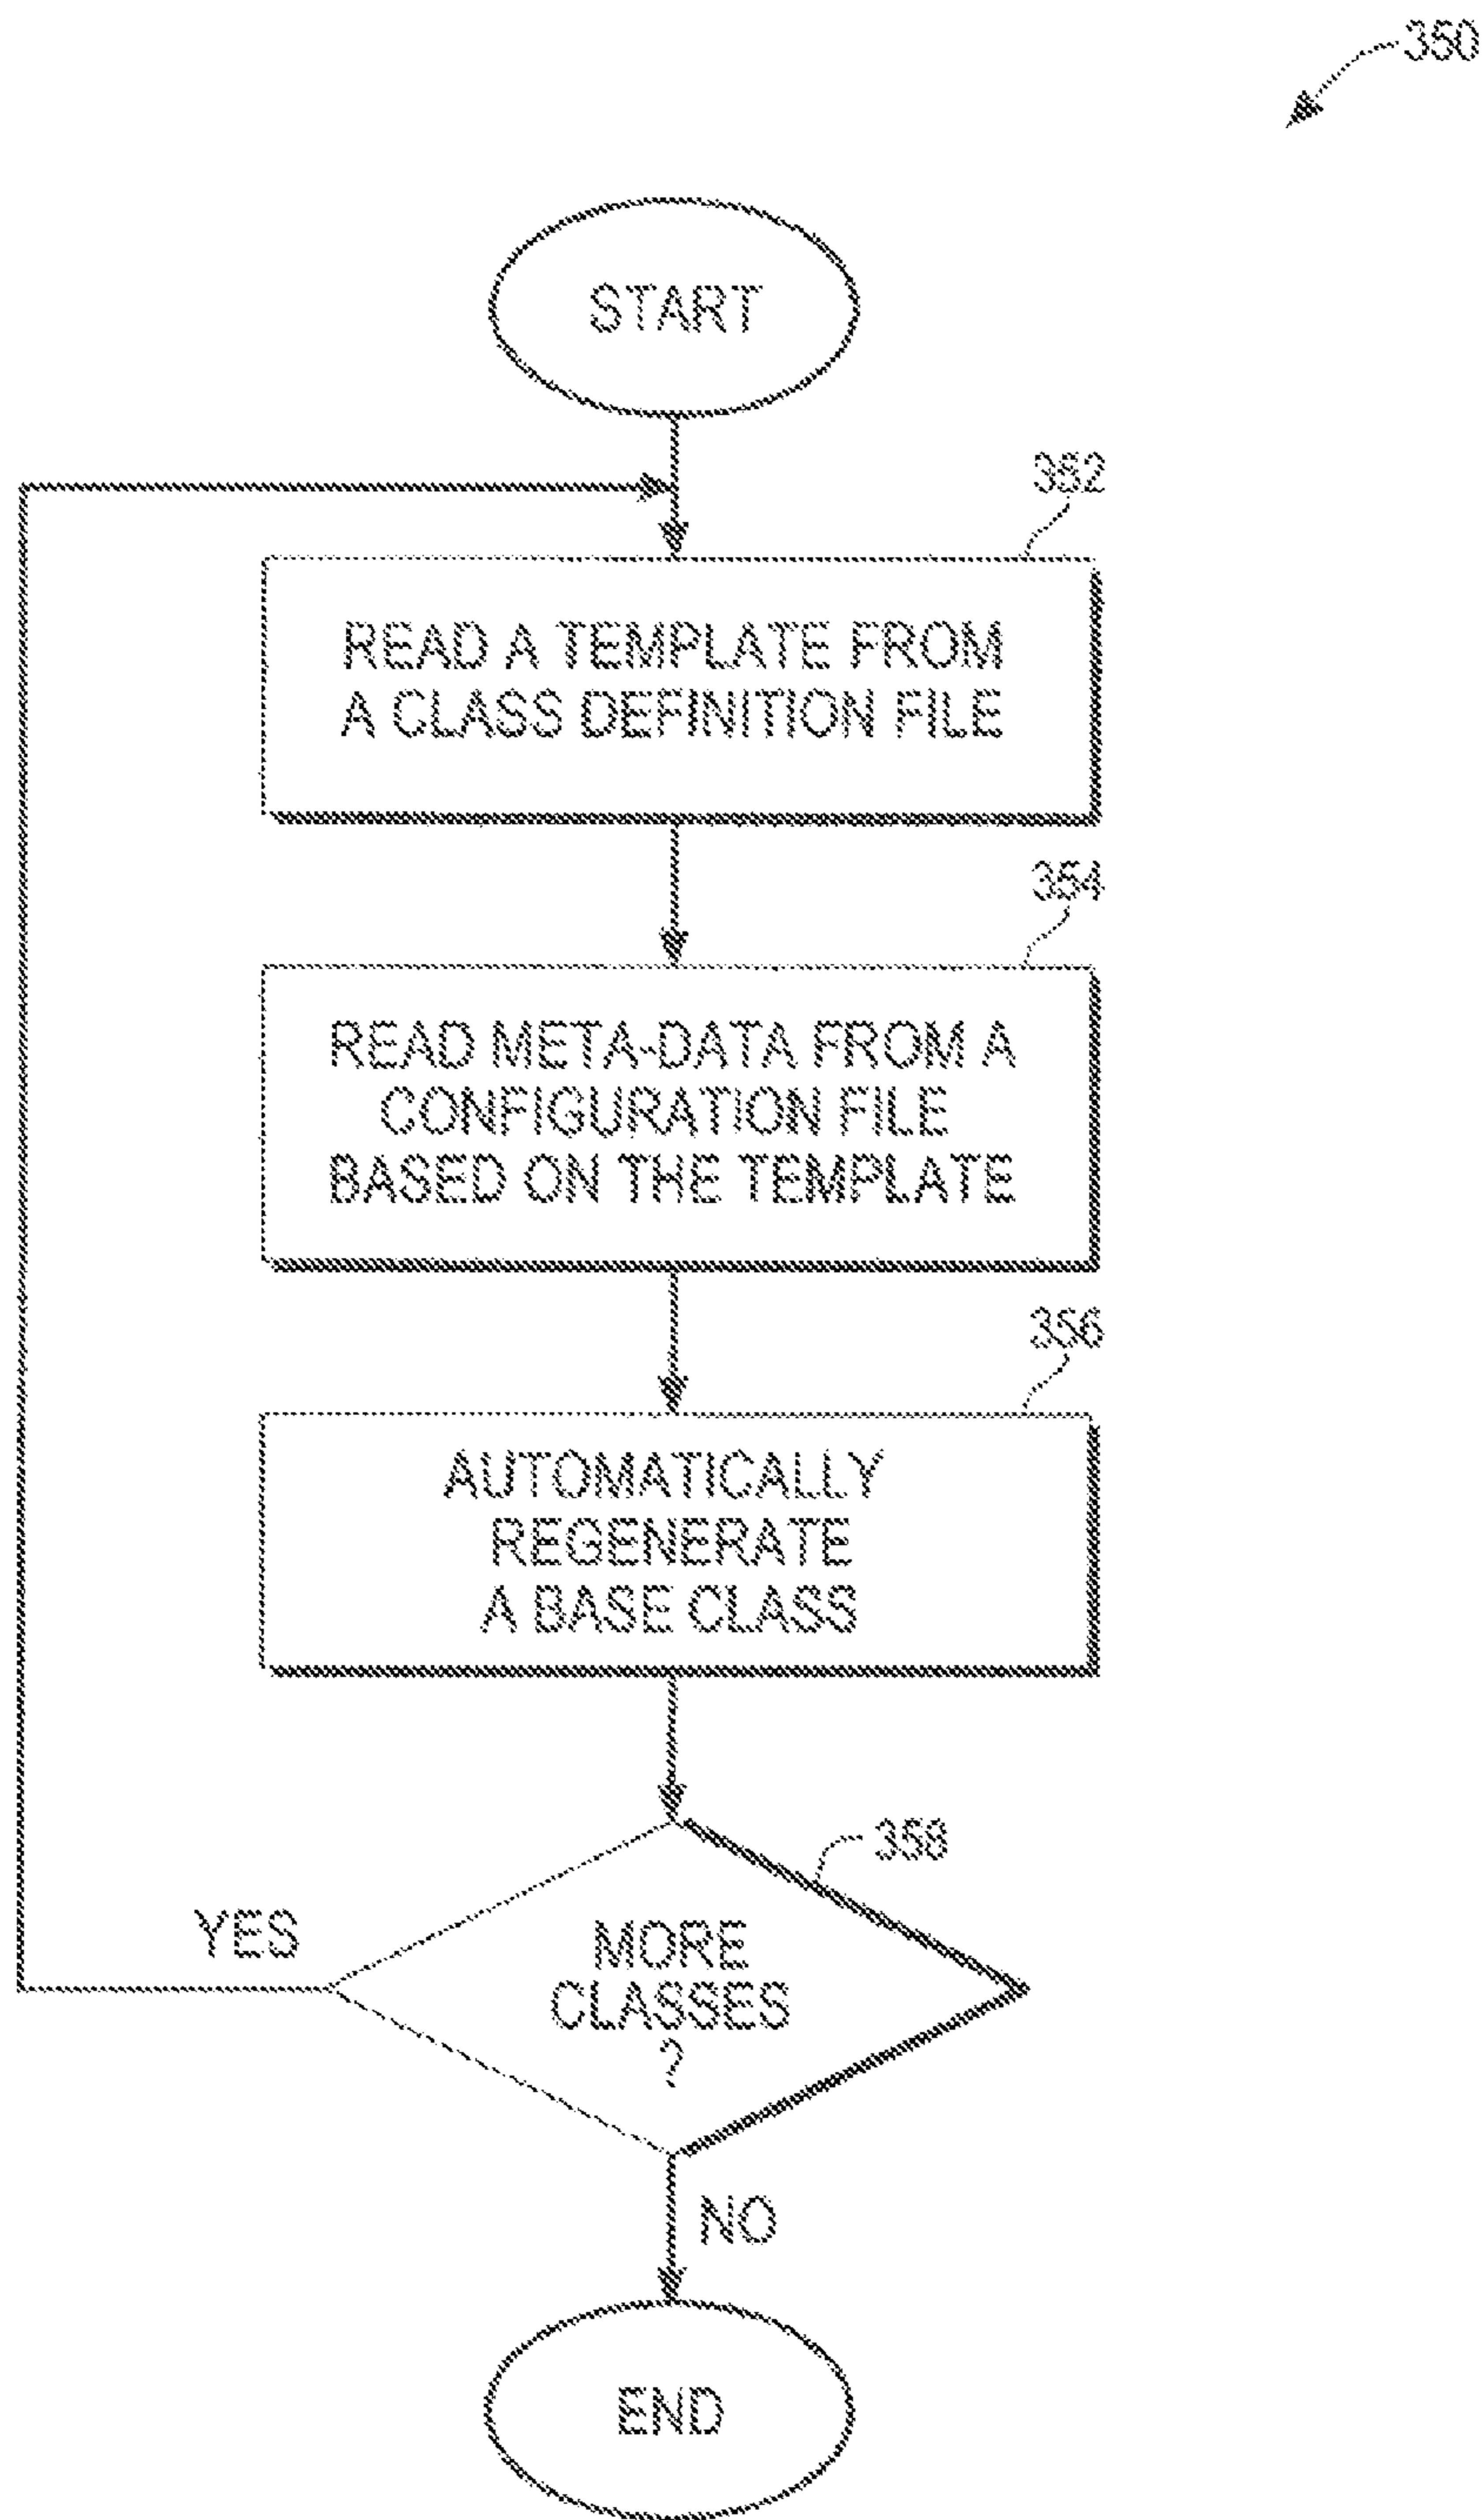 350
START
352
READ A TEMPLATE FROM
A CLASS DEFINITION FILE
354
READ META-DATA FROM A
CONFIGURATION FILE
BASED ON THE TEMPLATE
356
AUTOMATICALLY
REGENERATE
A BASE CLASS
358
YES
MORE
CLASSES
?
NO
END